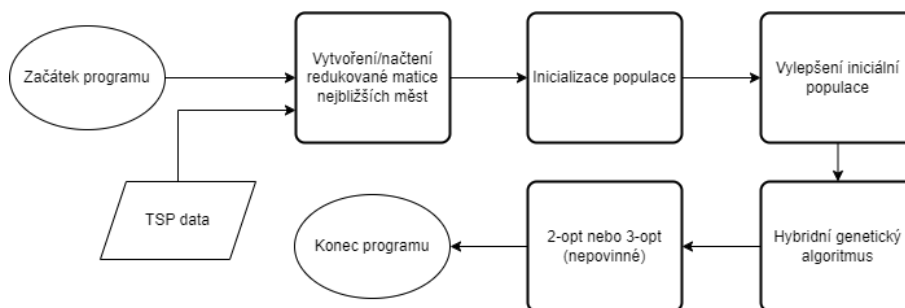 Začátek programu
Vytvoření/načtení
redukované matice
nejbližších měst
Inicializace populace
Vylepšení iniciální
populace
TSP data
Konec programu
2-opt nebo 3-opt
(nepovinné)
Hybridní genetický
algoritmus